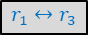 r₁ ↔ r₃